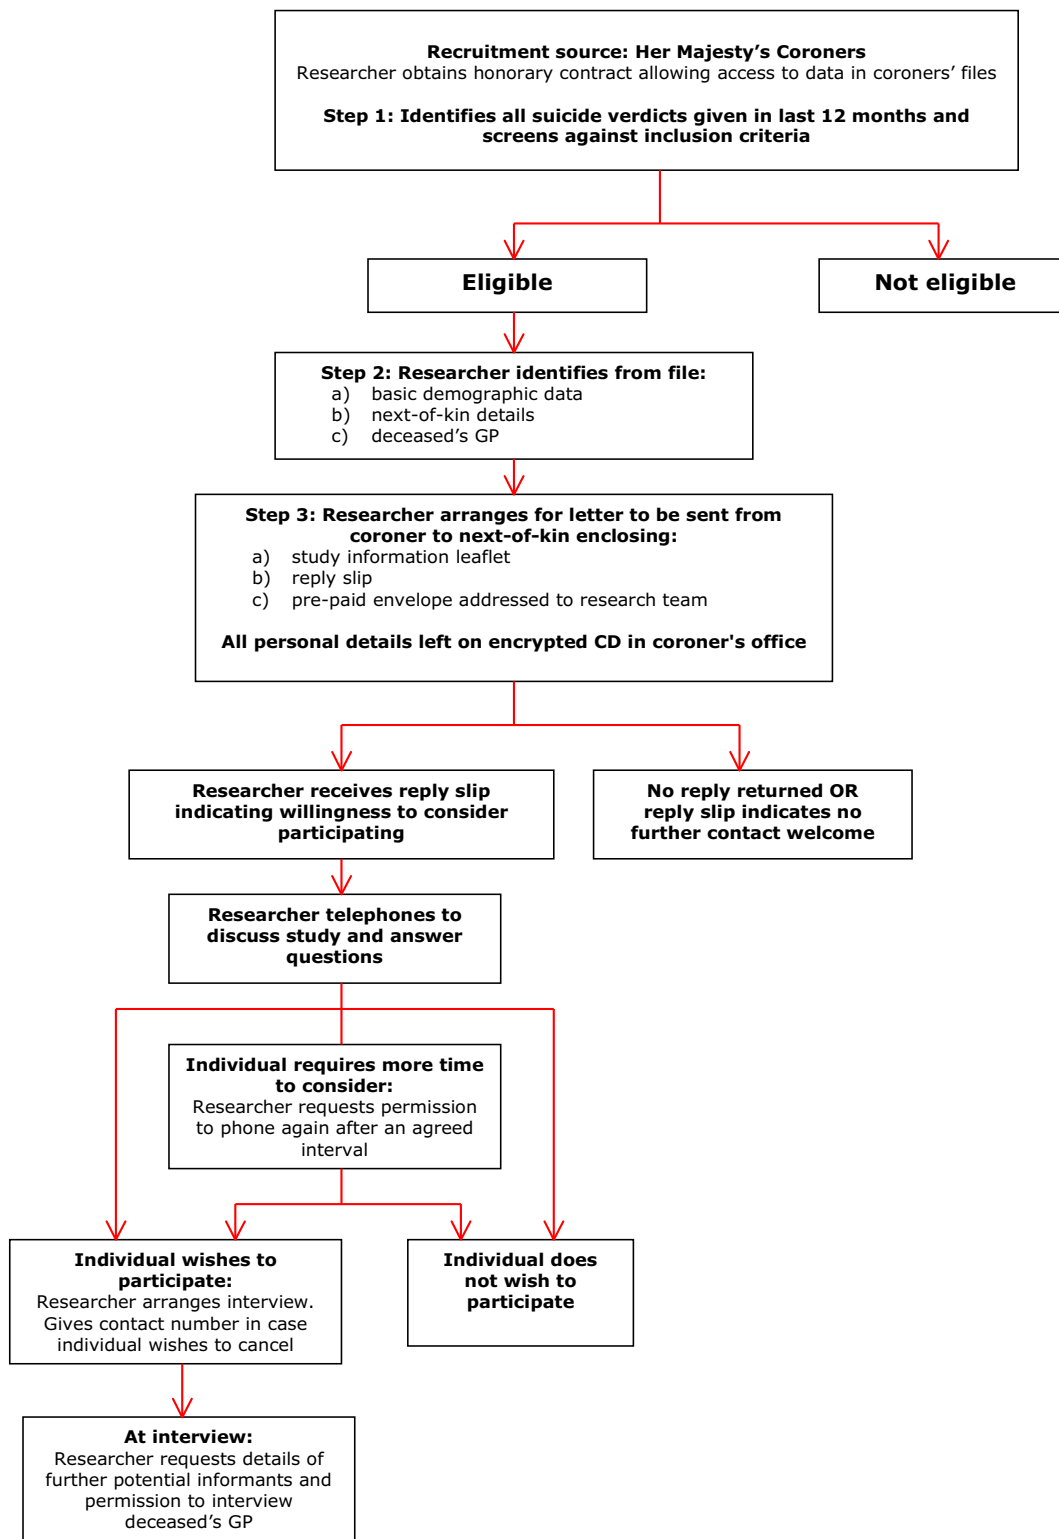 Recruitment source: Her Majesty’s Coroners
Researcher obtains honorary contract allowing access to data in coroners’ files
Step 1: Identifies all suicide verdicts given in last 12 months and
screens against inclusion criteria
Eligible
Not eligible
Step 2: Researcher identifies from file:
a) basic demographic data
b) next-of-kin details
c) deceased’s GP
Step 3: Researcher arranges for letter to be sent from
coroner to next-of-kin enclosing:
a) study information leaflet
b) reply slip
c) pre-paid envelope addressed to research team
All personal details left on encrypted CD in coroner's office
Researcher receives reply slip
indicating willingness to consider
participating
No reply returned OR
reply slip indicates no
further contact welcome
Researcher telephones to
discuss study and answer
questions
Individual requires more time
to consider:
Researcher requests permission
to phone again after an agreed
interval
Individual wishes to
participate:
Researcher arranges interview.
Gives contact number in case
individual wishes to cancel
Individual does
not wish to
participate
At interview:
Researcher requests details of
further potential informants and
permission to interview
deceased’s GP